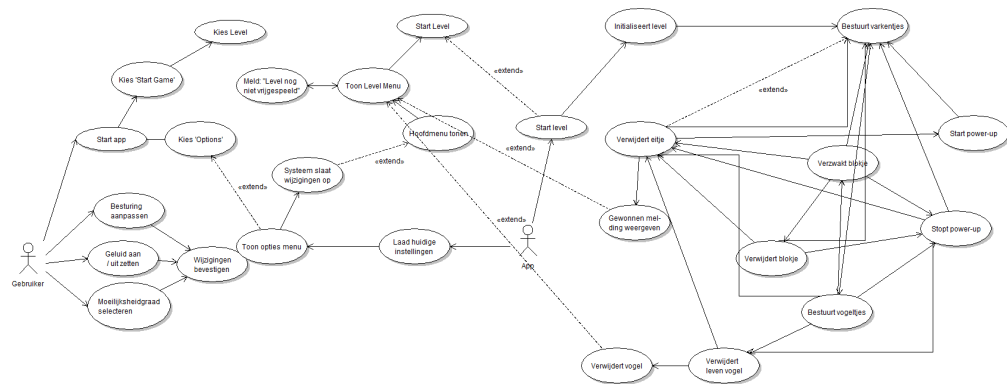 Kies Level
Start Level
Initialiseert level
Bestuurt varkentjes
Kies 'Start Game'
Meld: "Level nog
niet vrijgespeeld"
Toon Level Menu
«extend»
«extend»
Start app
Kies 'Options'
Hoofdmenu tonen
Start level
Verwijdert eitje
Start power-up
«extend»
«extend»
Systeem slaat
wijzigingen op
Verzwakt blokje
«extend»
Besturing
aanpassen
«extend»
Gewonnen mel-
ding weergeven
Stopt power-up
Gebruiker
Geluid aan
/ uit zetten
Wijzigingen
bevestigen
Toon opties menu
Laad huidige
instellingen
App
Verwijdert blokje
Moeilijksheidgraad
selecteren
Bestuurt vogeltjes
Verwijdert vogel
Verwijdert
leven vogel